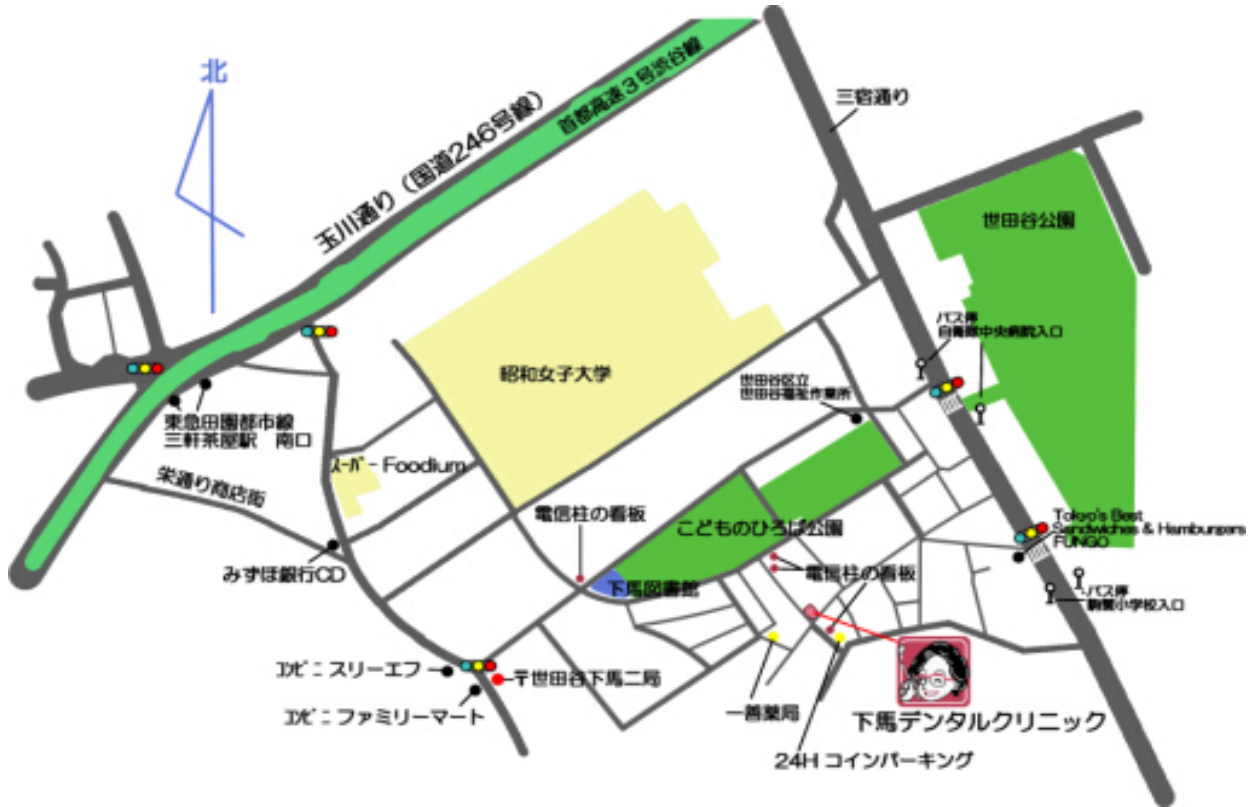 北
玉川通り（国道246号線）
首都高速3号渋谷線
三宿通り
世田谷公園
バス停
自衛隊中央病院入口
昭和女子大学
世田谷区立
世田谷福祉作業所
東急田園都市線
三軒茶屋駅 南口
スーパー Foodium
栄通り商店街
電信柱の看板
こどものひろば公園
Tokyo's Best
Sandwiches & Hamburgers
FUNGO
みずほ銀行CD
下馬図書館
電信柱の看板
バス停
駒繋小学校入口
コンビニ スリーエフ
〒世田谷下馬二局
コンビニ ファミリーマート
一善薬局
下馬デンタルクリニック
24H コインパーキング